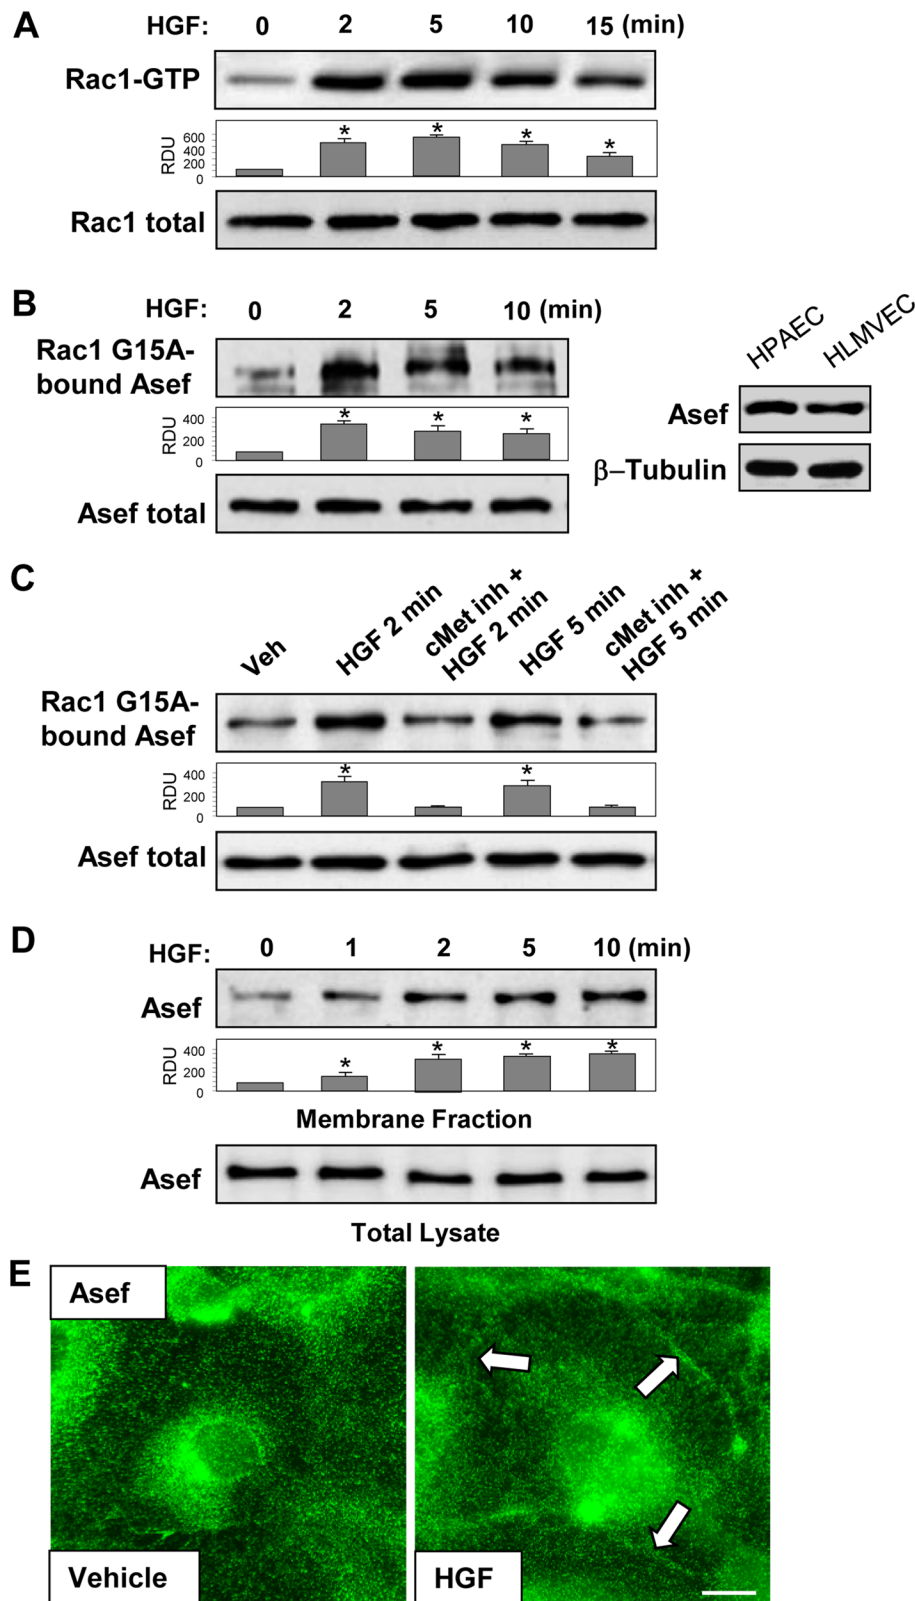 A
HGF: 0 2 5 10 15 (min)
Rac1-GTP
RDU
600
400
200
0
* * * *
Rac1 total
B
HGF: 0 2 5 10 (min)
Rac1 G15A-
bound Asef
RDU
400
200
0
* * *
Asef total
HPAEC
HLMVEC
Asef
β–Tubulin
C
Veh
HGF 2 min
cMet inh +
HGF 2 min
HGF 5 min
cMet inh +
HGF 5 min
Rac1 G15A-
bound Asef
RDU
400
200
0
* *
Asef total
D
HGF: 0 1 2 5 10 (min)
Asef
RDU
400
200
0
* * * *
Membrane Fraction
Asef
Total Lysate
E
Asef
Vehicle
HGF